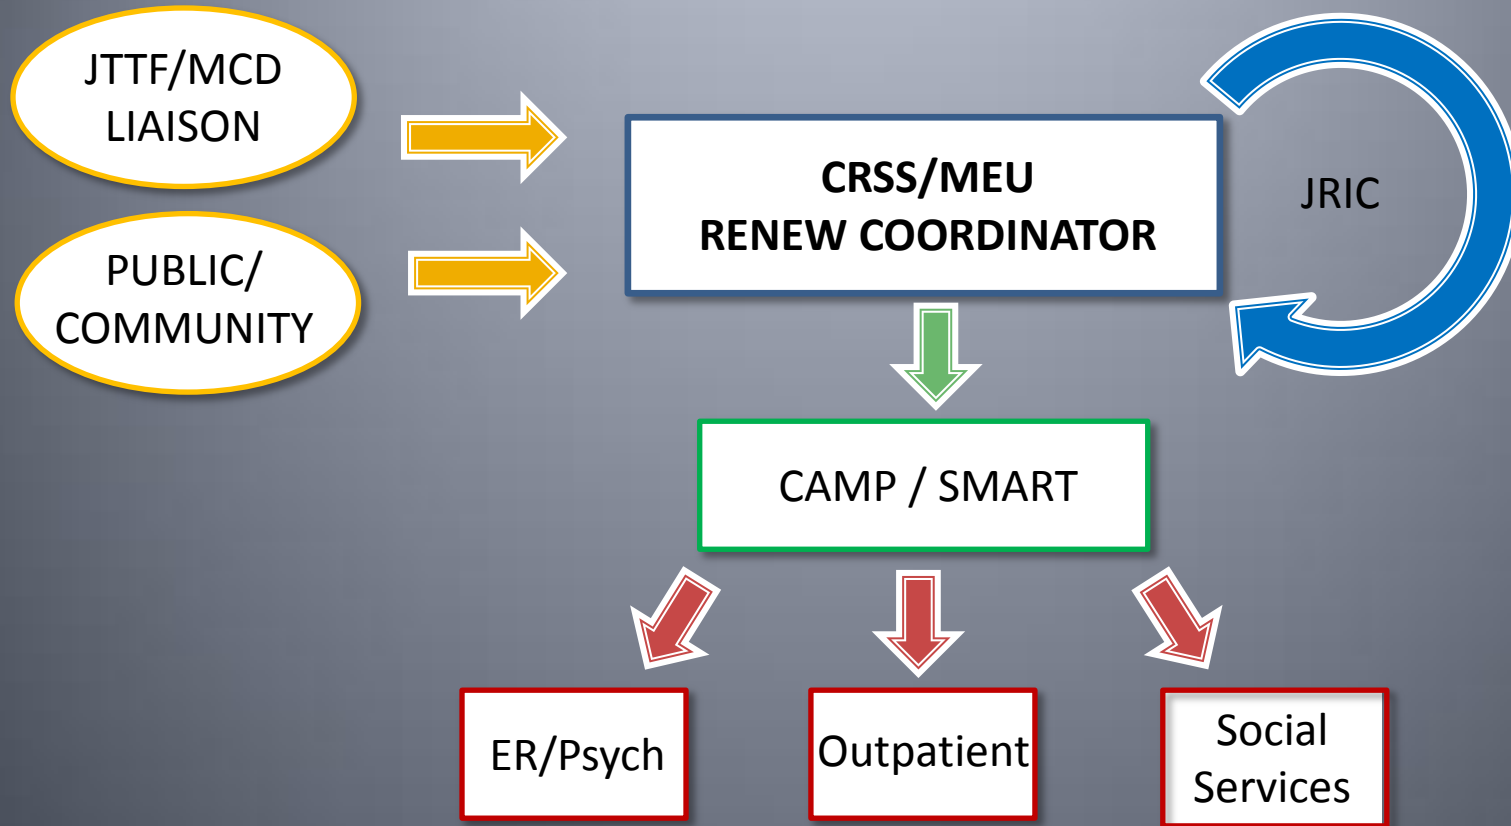 JTTF/MCD
LIAISON
PUBLIC/
COMMUNITY
CRSS/MEU
RENEW COORDINATOR
JRIC
CAMP / SMART
ER/Psych
Outpatient
Social
Services